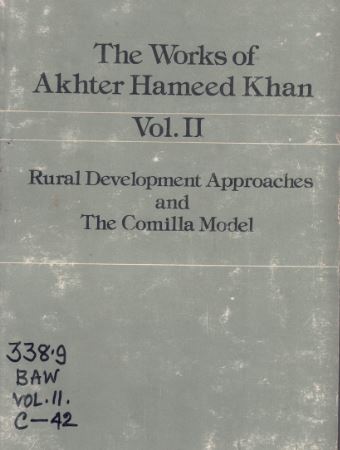 The Works of
Akhter Hameed Khan
Vol. II
Rural Development Approaches
and
The Comilla Model
338.9
BAW
VOL.11.
C-42